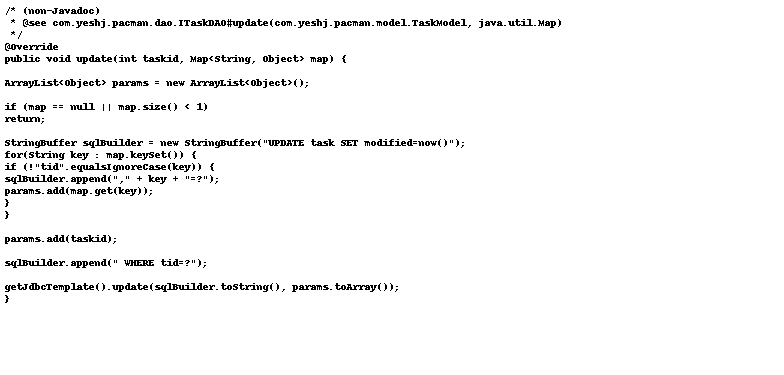 /* (non-Javadoc)
 * @see com.yeshj.pacman.dao.ITaskDAO#update(com.yeshj.pacman.model.TaskModel, java.util.Map)
 */
@Override
public void update(int taskid, Map<String, Object> map) {
ArrayList<Object> params = new ArrayList<Object>();
if (map == null || map.size() < 1)
return;
StringBuffer sqlBuilder = new StringBuffer("UPDATE task SET modified=now()");
for(String key : map.keySet()) {
if (!"tid".equalsIgnoreCase(key)) {
sqlBuilder.append("," + key + "=?");
params.add(map.get(key));
}
}
params.add(taskid);
sqlBuilder.append(" WHERE tid=?");
getJdbcTemplate().update(sqlBuilder.toString(), params.toArray());
}